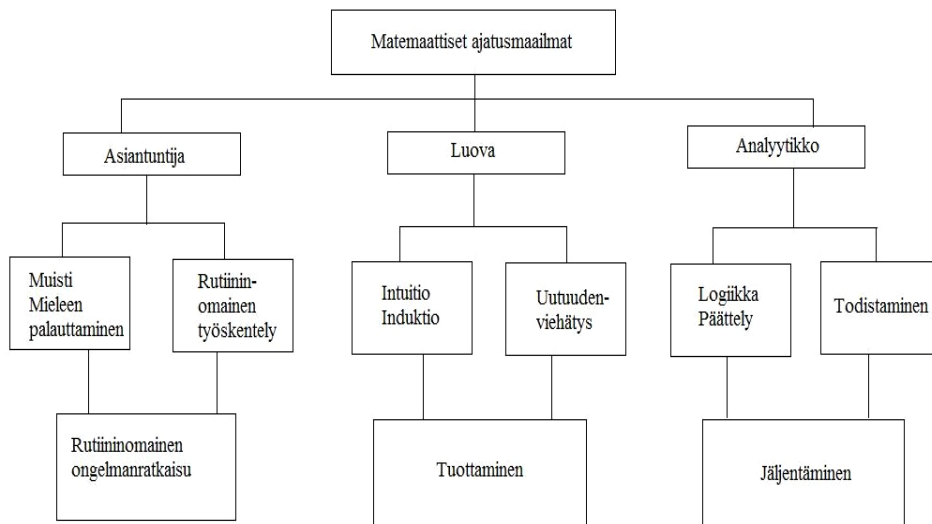 Matemaattiset ajatusmaailmat
Asiantuntija
Luova
Analyytikko
Muisti
Mieleen
palauttaminen
Rutiinin-
omainen
työskentely
Intuitio
Induktio
Uutuuden-
viehätys
Logiikka
Päättely
Todistaminen
Rutiininomainen
ongelmanratkaisu
Tuottaminen
Jäljentäminen